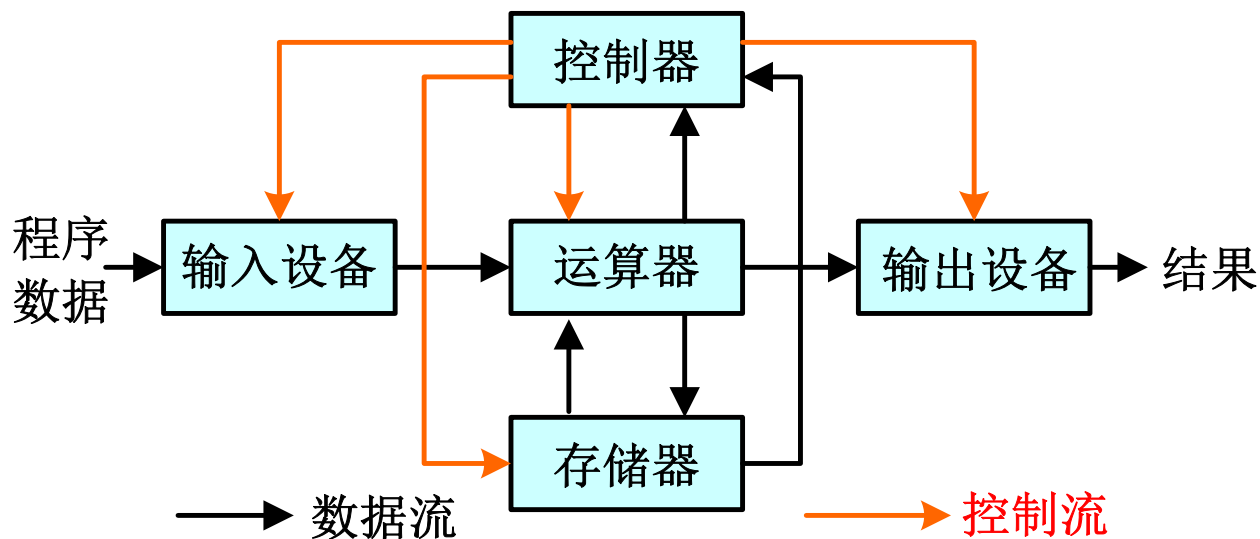 控制器
程序
数据
输入设备
运算器
输出设备
结果
存储器
数据流
控制流